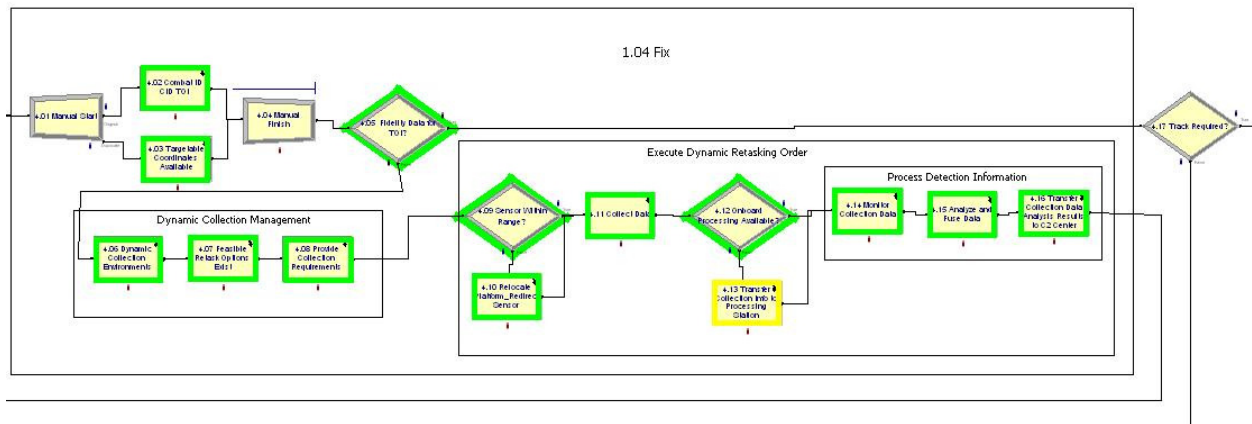 1.04 Fix
4.01 Manual Start
4.02 Combat ID
CID TOI
4.03 Targetable
Coordinates
Available
4.04 Manual
Finish
4.05 Fidelity Data for
TOI?
4.17 Track Required?
Execute Dynamic Retasking Order
Process Detection Information
Dynamic Collection Management
4.06 Dynamic
Collection
Environments
4.07 Feasible
Retask Options
Exist
4.08 Provide
Collection
Requirements
4.09 Sensor Within
Range?
4.10 Relocate
Platform_Redirect
Sensor
4.11 Collect Data
4.12 Onboard
Processing Available?
4.13 Transfer
Collection Info to
Processing
Station
4.14 Monitor
Collection Data
4.15 Analyze and
Fuse Data
4.16 Transfer
Collection Data
Analysis Results
to C2 Center